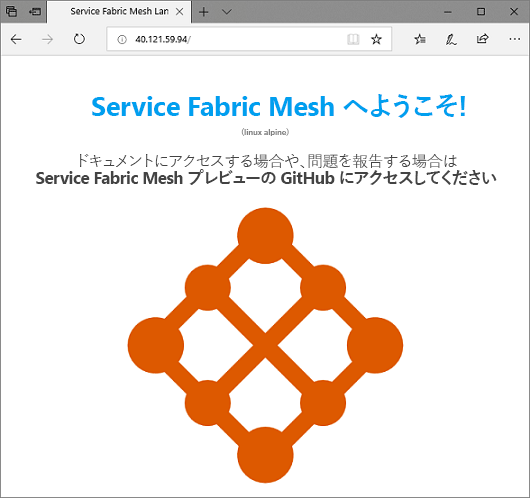 Service Fabric Mesh Lan
40.121.59.94/
Service Fabric Mesh へようこそ!
(linux alpine)
ドキュメントにアクセスする場合や、問題を報告する場合は
Service Fabric Mesh プレビューの GitHub にアクセスしてください